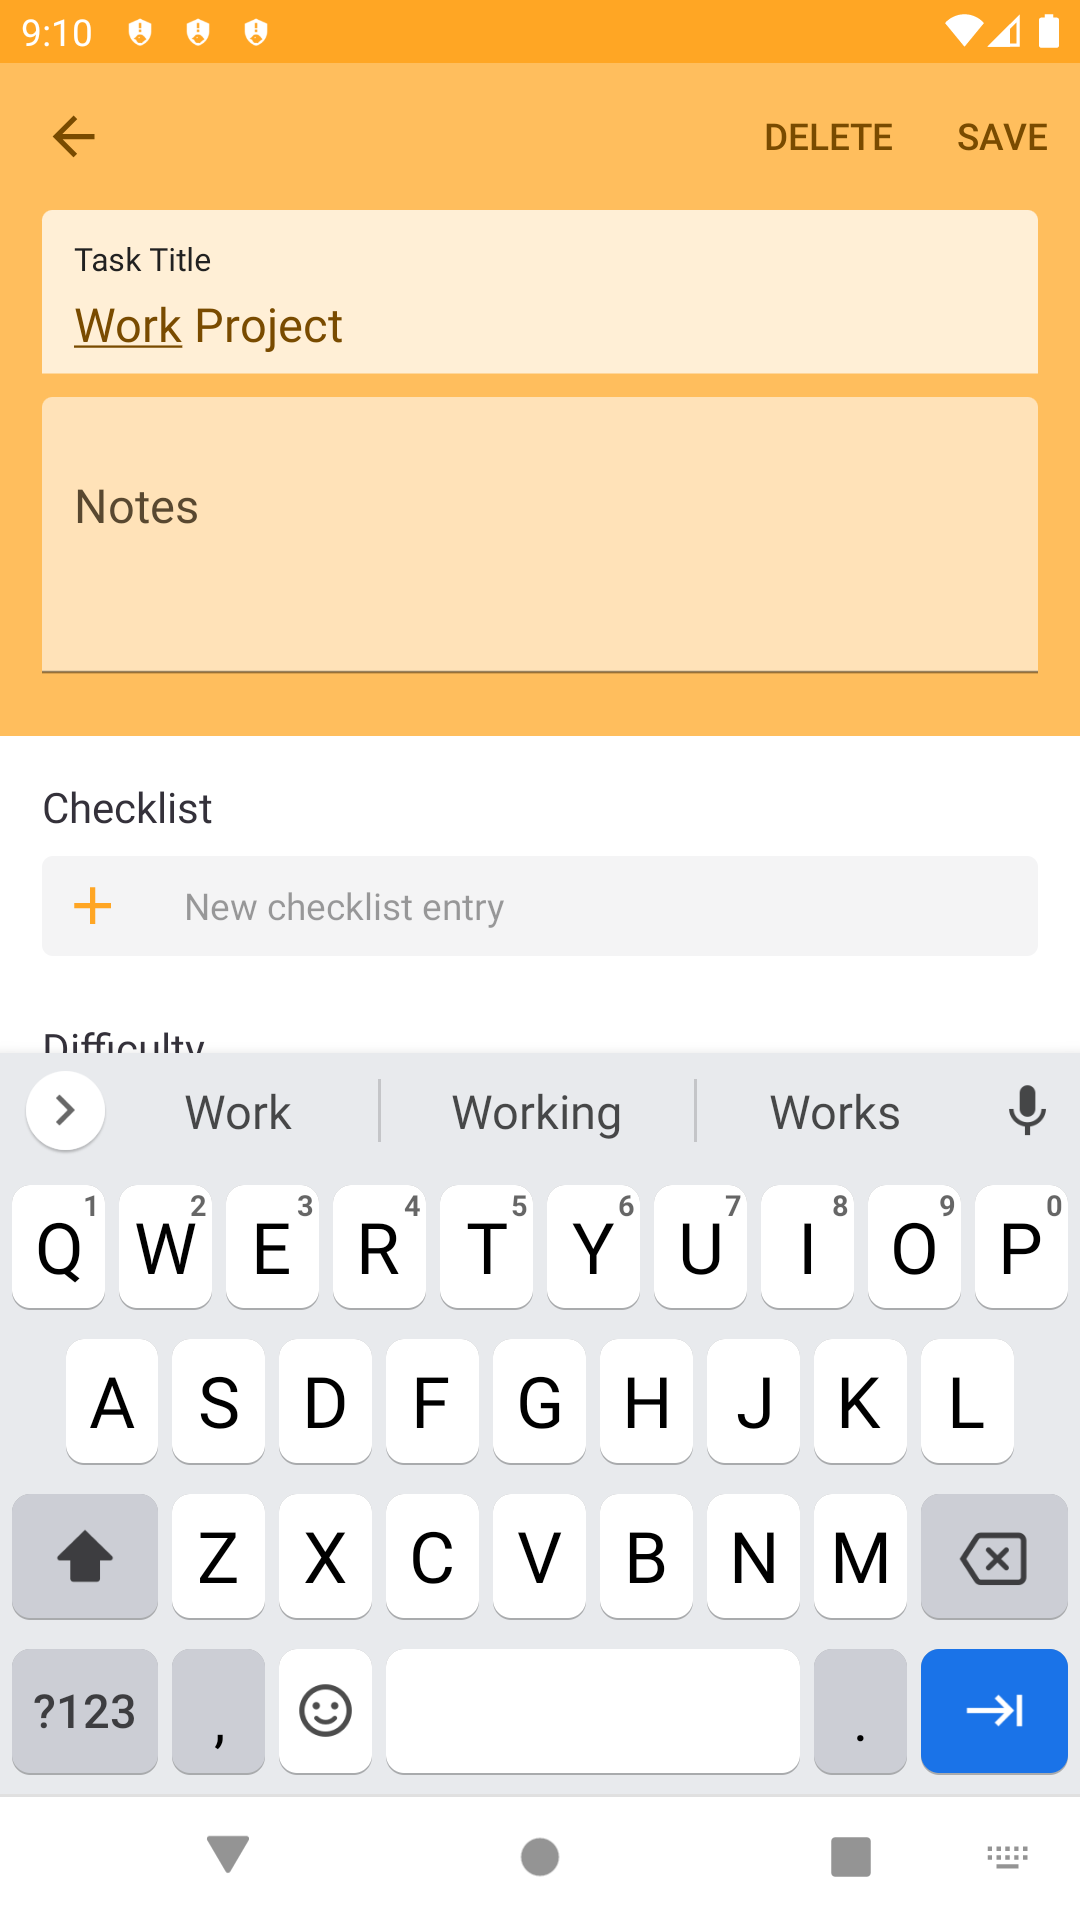 9:10
DELETE SAVE
Task Title
Work Project
Notes
Checklist
New checklist entry
Difficulty
Work Working Works
Q 1 W 2 E 3 R 4 T 5 Y 6 U 7 I 8 O 9 P 0
A S D F G H J K L
Z X C V B N M
?123 , .